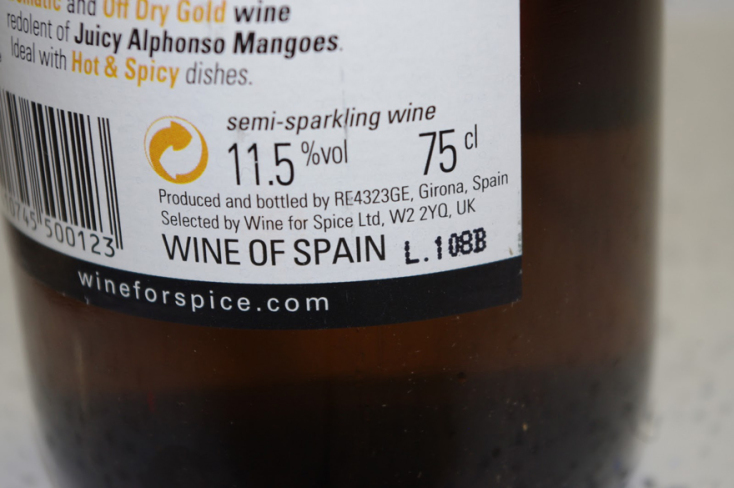 and Off Dry Gold wine
redolent of Juicy Alphonso Mangoes.
Ideal with Hot & Spicy dishes.
semi-sparkling wine
11.5 %vol 75 cl
Produced and bottled by RE4323GE, Girona, Spain
Selected by Wine for Spice Ltd, W2 2YQ, UK
500123
WINE OF SPAIN L.108B
wineforspice.com